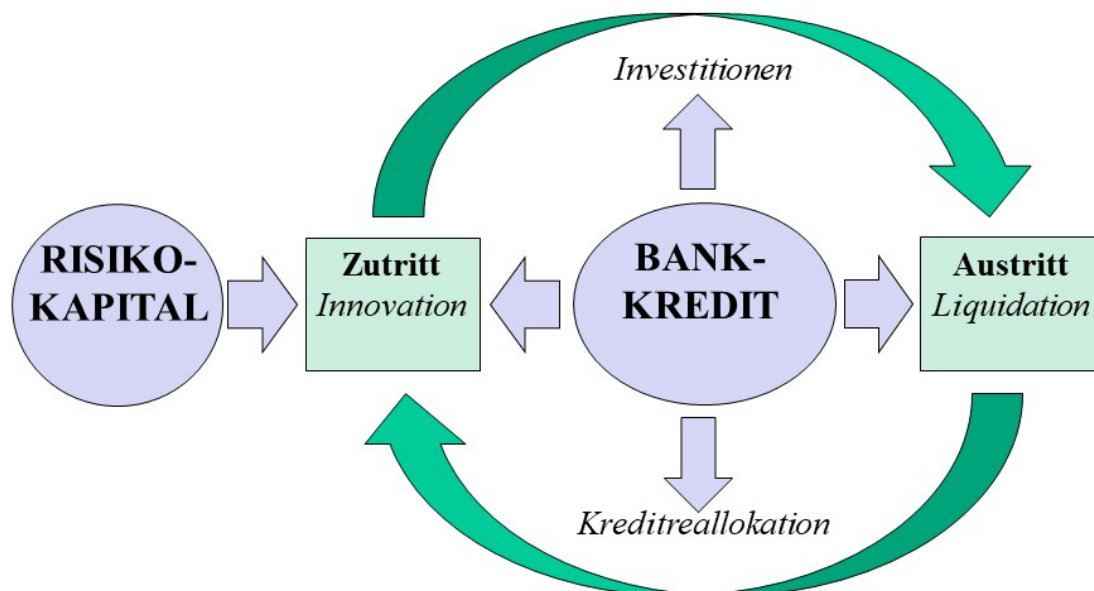 Investitionen
RISIKO-
KAPITAL
Zutritt
Innovation
BANK-
KREDIT
Austritt
Liquidation
Kreditreallokation